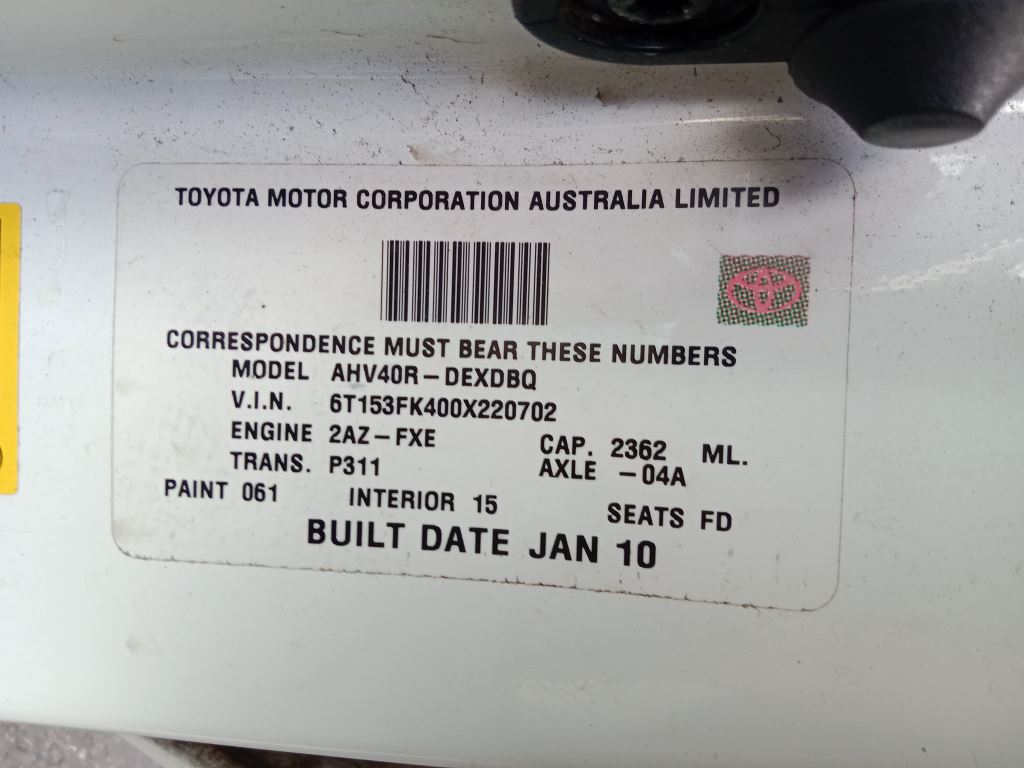 TOYOTA MOTOR CORPORATION AUSTRALIA LIMITED
CORRESPONDENCE MUST BEAR THESE NUMBERS
MODEL AHV40R-DEXDBQ
V.I.N. 6T153FK400X220702
ENGINE 2AZ-FXE CAP. 2362 ML.
TRANS. P311 AXLE -04A
PAINT 061 INTERIOR 15 SEATS FD
BUILT DATE JAN 10